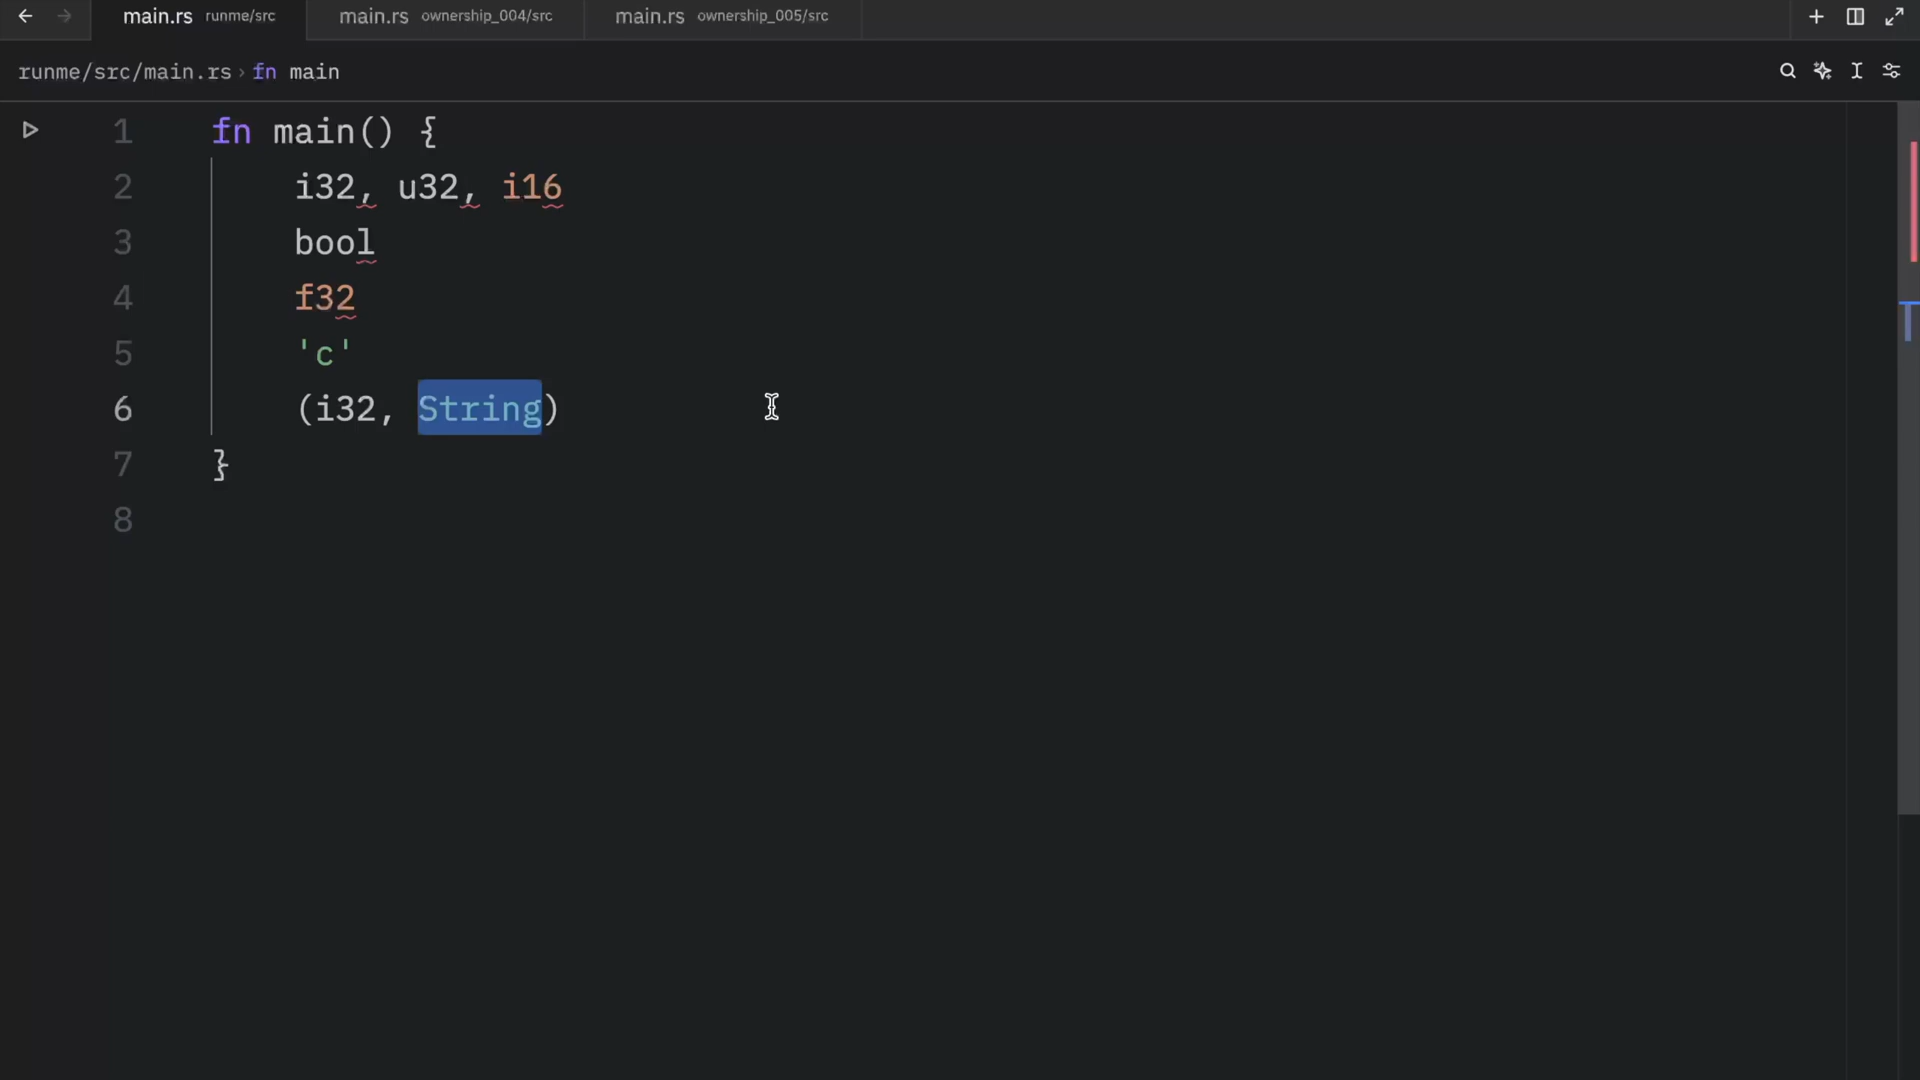 main.rs runme/src main.rs ownership_004/src main.rs ownership_005/src
runme/src/main.rs › fn main
1 fn main() {
2 i32, u32, i16
3 bool
4 f32
5 'c'
6 (i32, String)
7 }
8